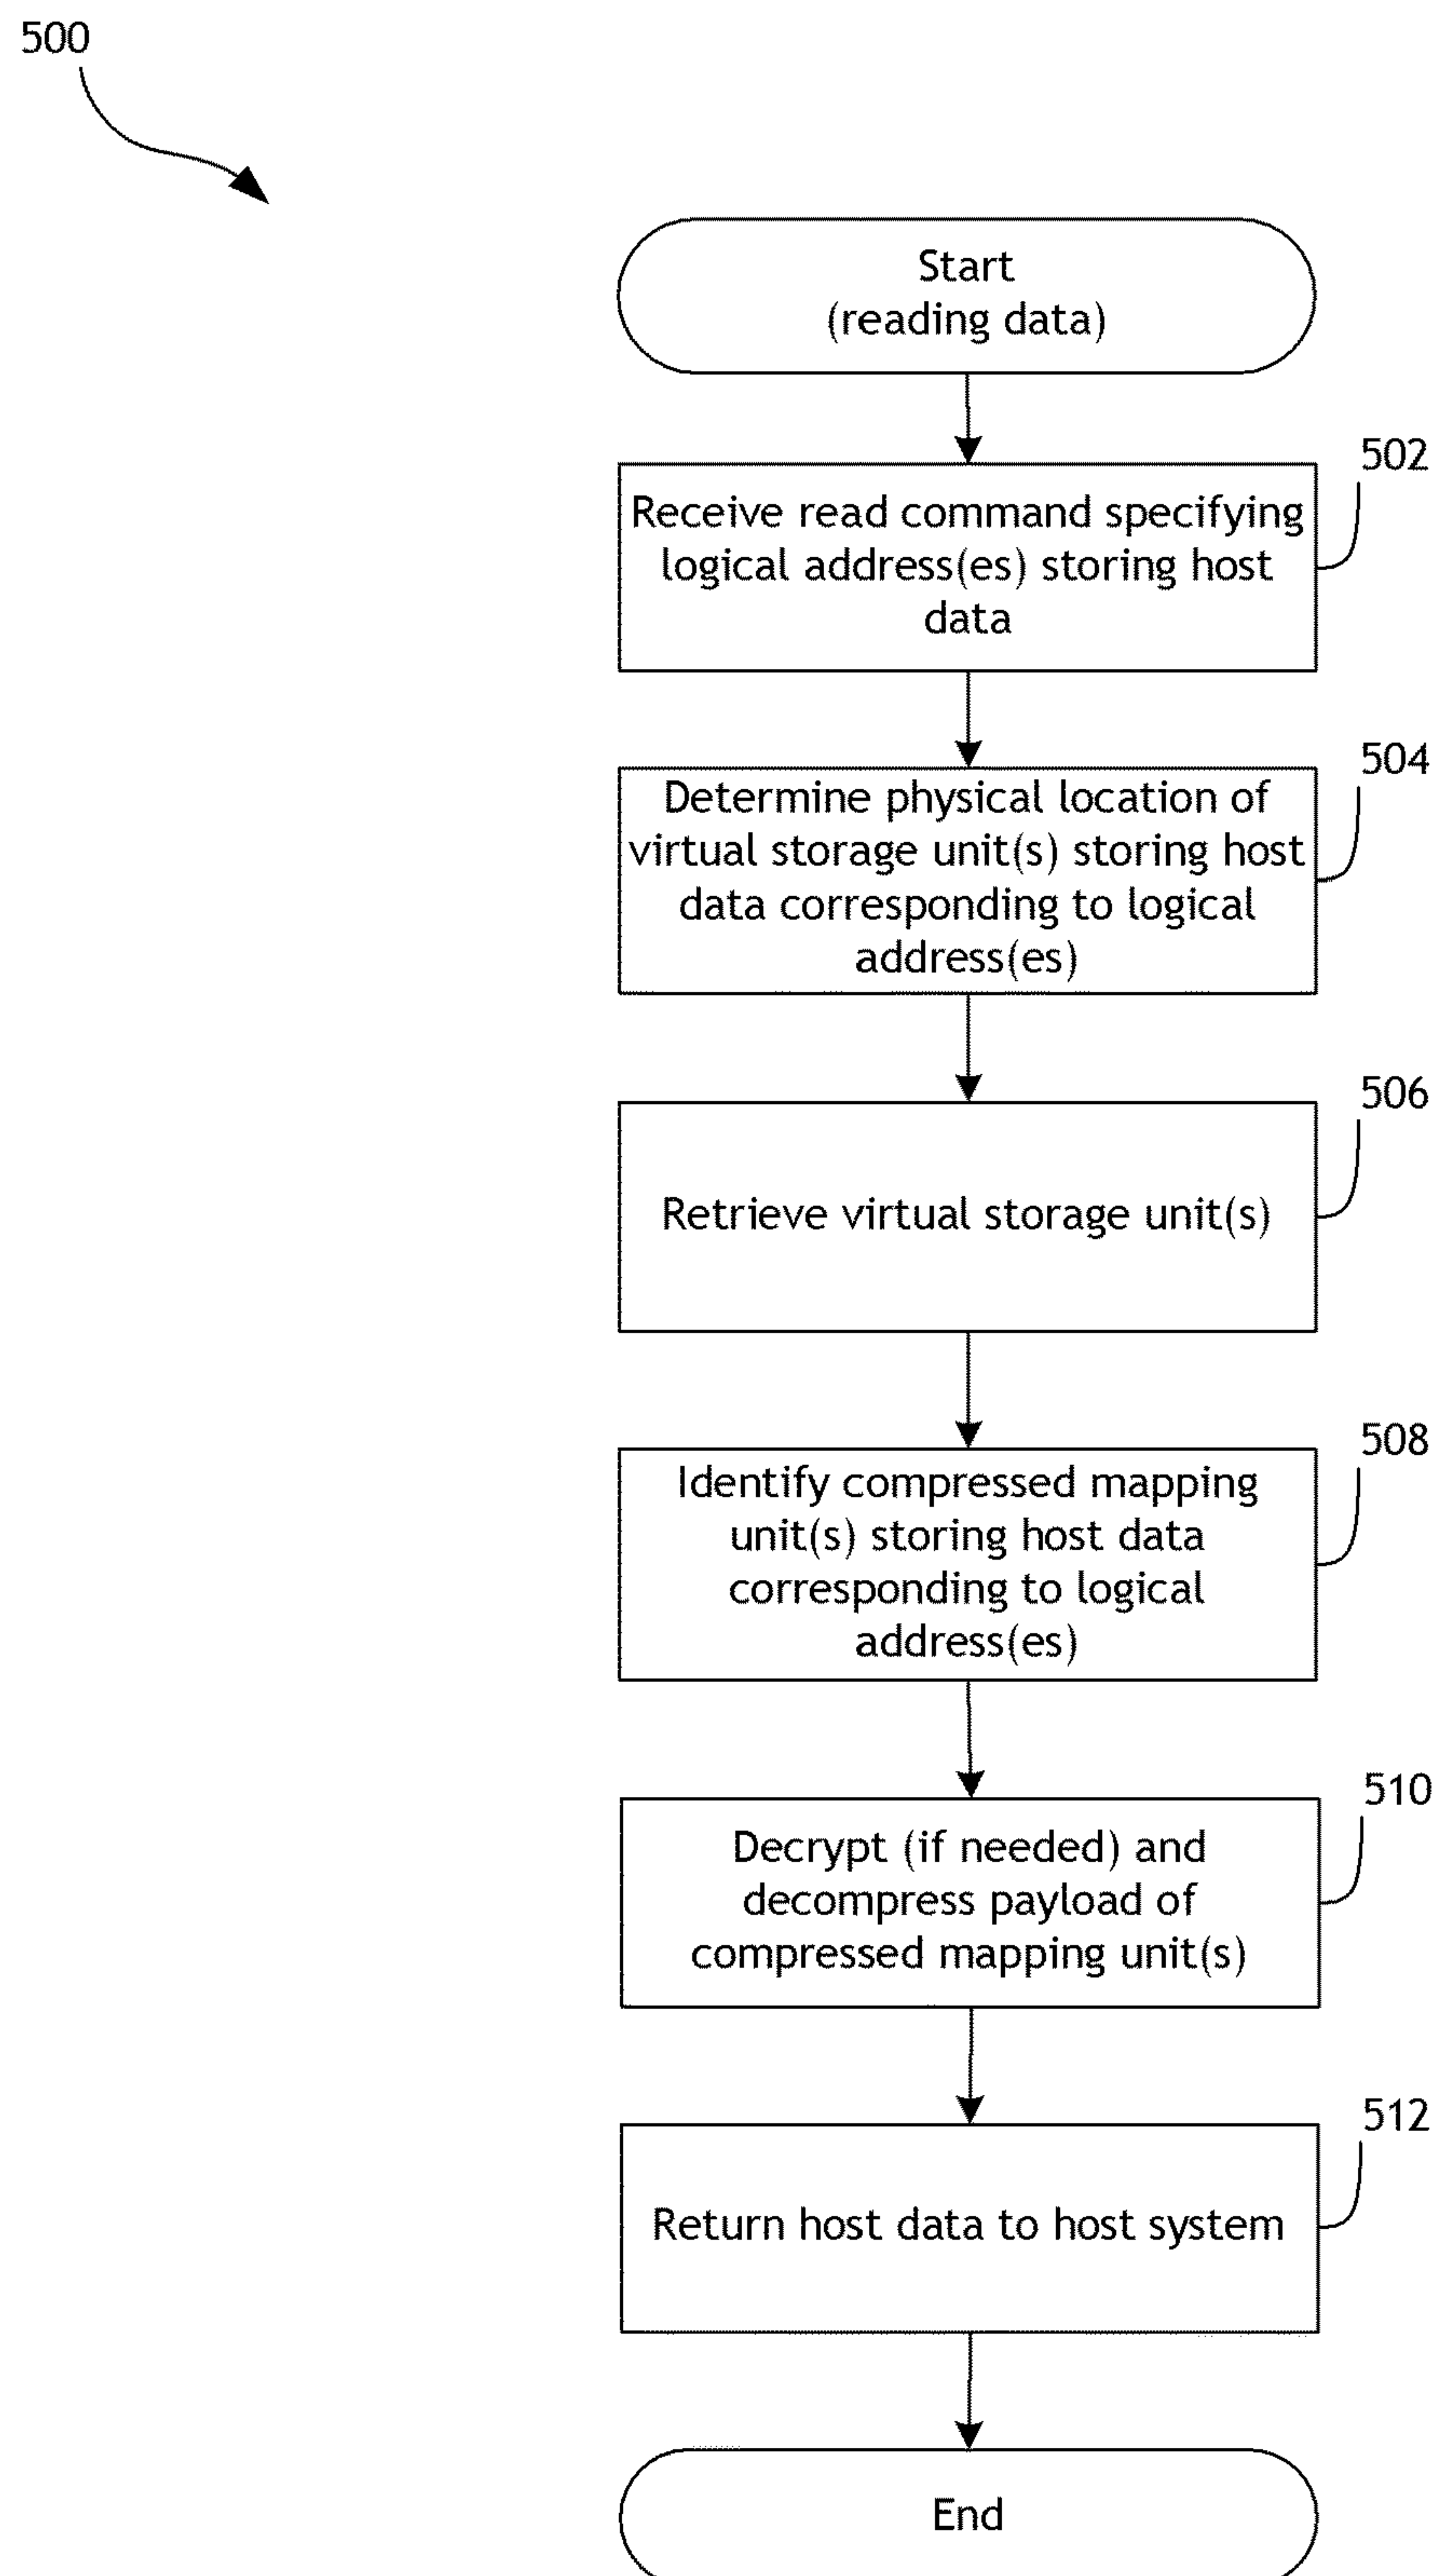 500
Start
(reading data)
502
Receive read command specifying
logical address(es) storing host
data
504
Determine physical location of
virtual storage unit(s) storing host
data corresponding to logical
address(es)
506
Retrieve virtual storage unit(s)
508
Identify compressed mapping
unit(s) storing host data
corresponding to logical
address(es)
510
Decrypt (if needed) and
decompress payload of
compressed mapping unit(s)
512
Return host data to host system
End